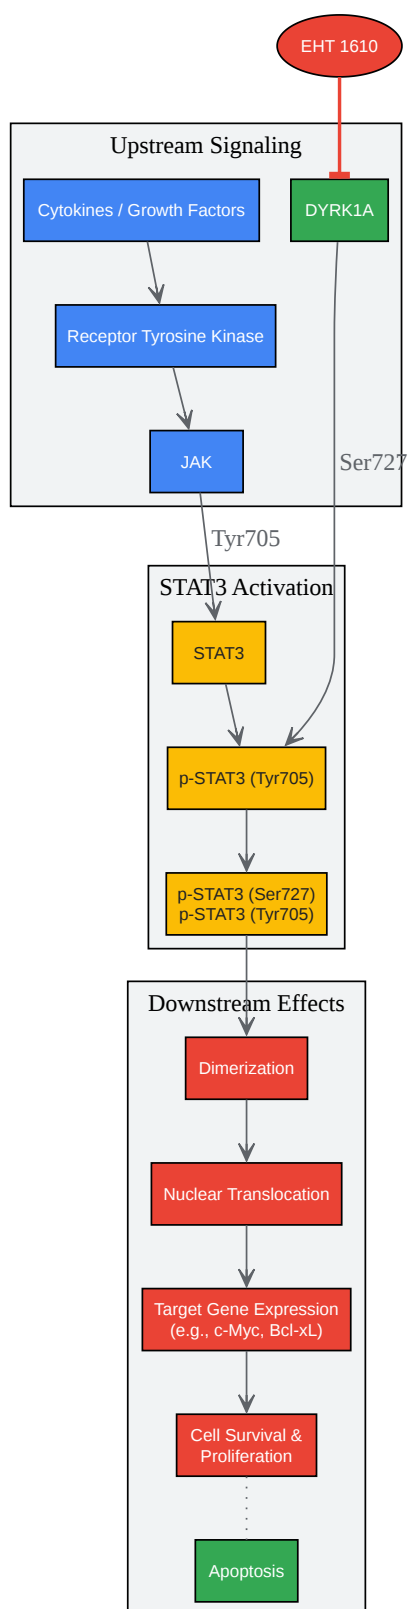 EHT 1610
Upstream Signaling
Cytokines / Growth Factors
DYRK1A
Receptor Tyrosine Kinase
JAK
Ser727
Tyr705
STAT3 Activation
STAT3
p-STAT3 (Tyr705)
p-STAT3 (Ser727)
p-STAT3 (Tyr705)
Downstream Effects
Dimerization
Nuclear Translocation
Target Gene Expression
(e.g., c-Myc, Bcl-xL)
Cell Survival &
Proliferation
Apoptosis